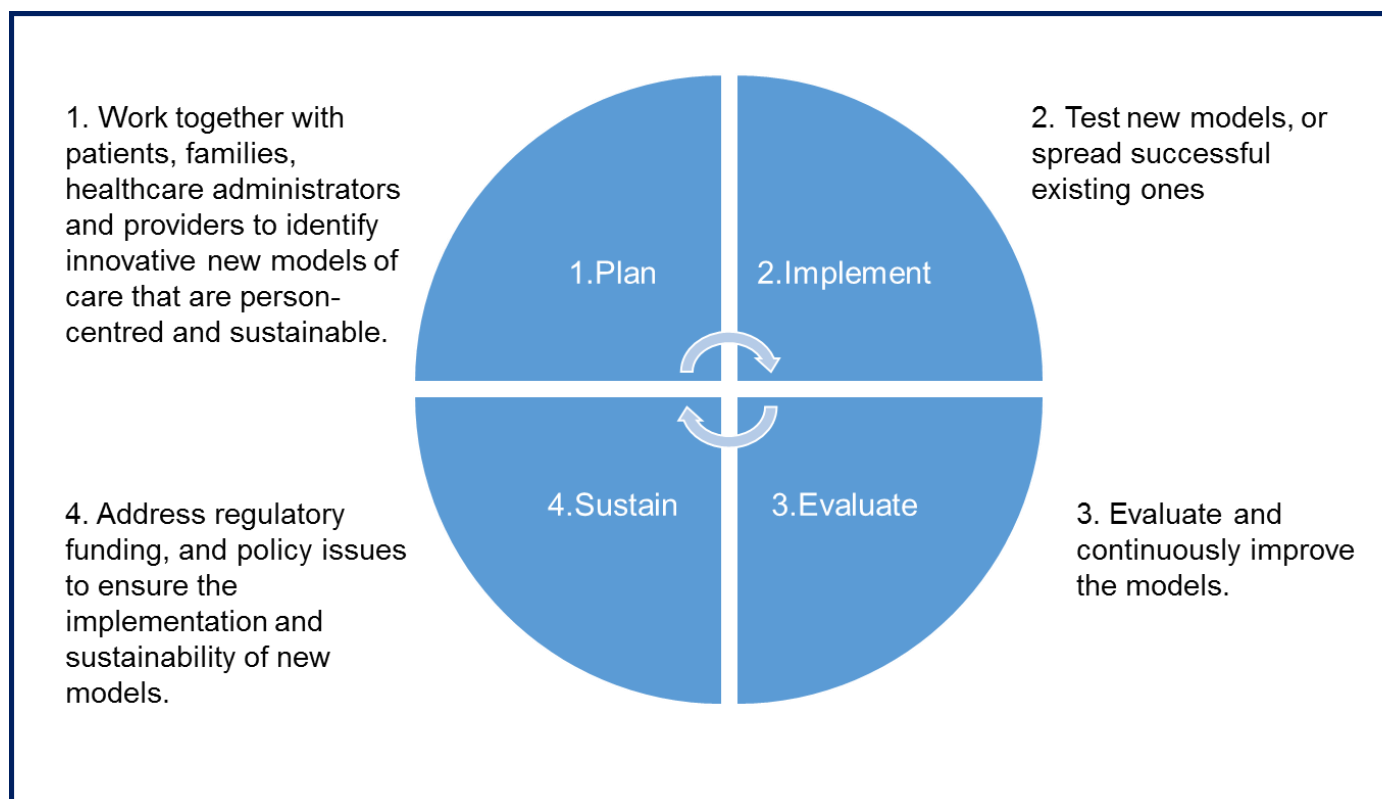 1. Work together with
patients, families,
healthcare administrators
and providers to identify
innovative new models of
care that are person-
centred and sustainable.
2. Test new models, or
spread successful
existing ones
1.Plan
2.Implement
4.Sustain
3.Evaluate
4. Address regulatory
funding, and policy issues
to ensure the
implementation and
sustainability of new
models.
3. Evaluate and
continuously improve
the models.